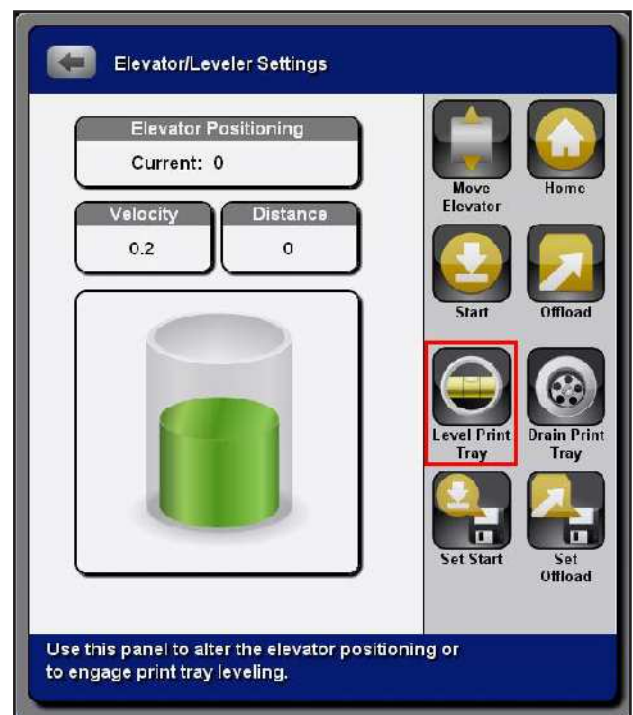 Elevator/Leveler Settings
Elevator Positioning
Current: 0
Velocity
Distance
0.2
0
Move
Elevator
Home
Start
Offload
Level Print
Tray
Drain Print
Tray
Set Start
Set
Offload
Use this panel to alter the elevator positioning or
to engage print tray leveling.